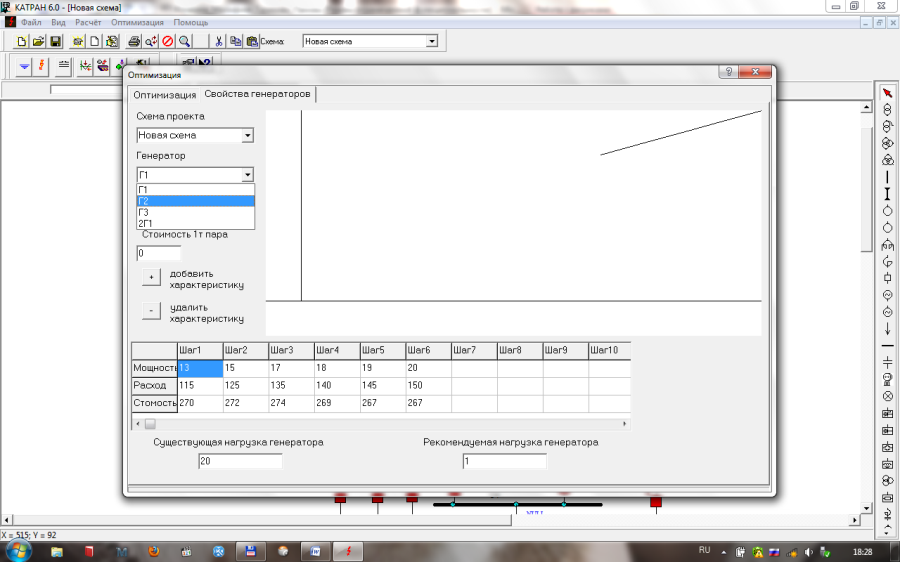 КАТРАН 6.0 - [Новая схема]
Файл Вид Расчёт Оптимизация Помощь
Схема: Новая схема
Оптимизация
Оптимизация Свойства генераторов
Схема проекта
Новая схема
Генератор
Г1
Г1
Г2
Г3
2Г1
Стоимость 1т пара
0
+ добавить
характеристику
- удалить
характеристику
Шаг1 Шаг2 Шаг3 Шаг4 Шаг5 Шаг6 Шаг7 Шаг8 Шаг9 Шаг10
Мощность 13 15 17 18 19 20
Расход 115 125 135 140 145 150
Стомость 270 272 274 269 267 267
Существующая нагрузка генератора Рекомендуемая нагрузка генератора
20 1
X = 515; Y = 92
RU 18:28